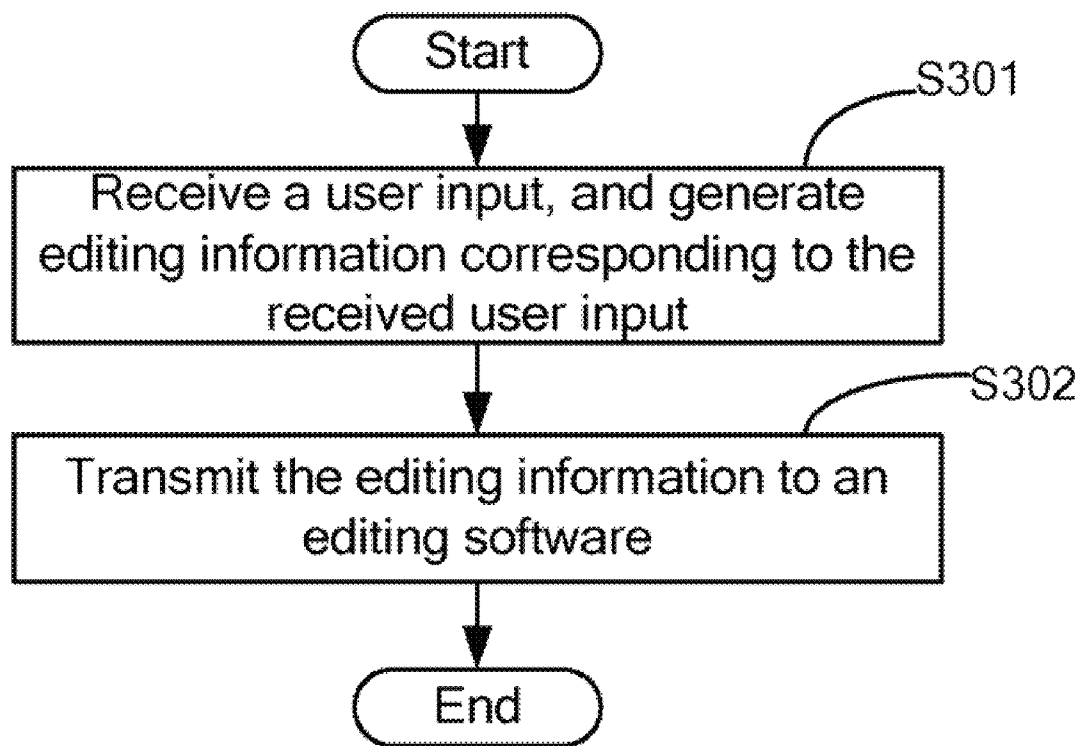 Start
S301
Receive a user input, and generate
editing information corresponding to the
received user input
S302
Transmit the editing information to an
editing software
End